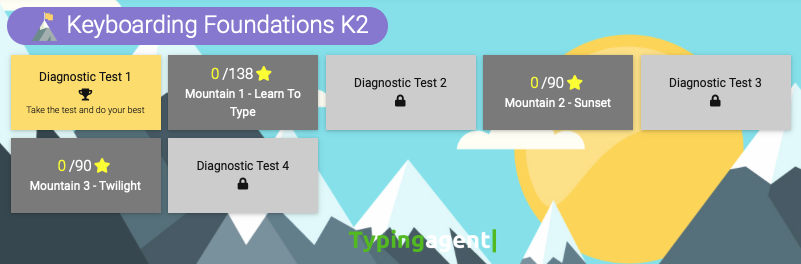 Keyboarding Foundations K2
Diagnostic Test 1
Take the test and do your best
0 /138
Mountain 1 - Learn To
Type
Diagnostic Test 2
0 /90
Mountain 2 - Sunset
Diagnostic Test 3
0 /90
Mountain 3 - Twilight
Diagnostic Test 4
Typingagent|